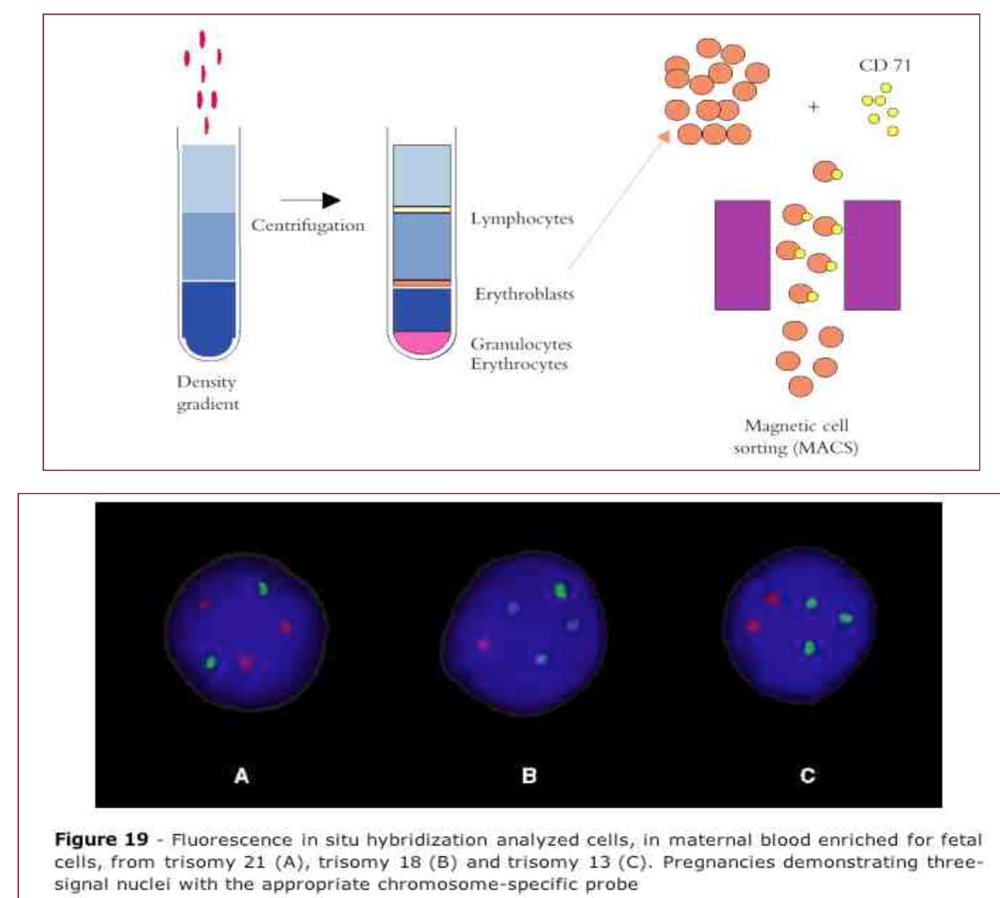 CD 71
+
Centrifugation
Lymphocytes
Erythroblasts
Granulocytes
Erythrocytes
Density
gradient
Magnetic cell
sorting (MACS)
A B C
Figure 19 - Fluorescence in situ hybridization analyzed cells, in maternal blood enriched for fetal
cells, from trisomy 21 (A), trisomy 18 (B) and trisomy 13 (C). Pregnancies demonstrating three-
signal nuclei with the appropriate chromosome-specific probe